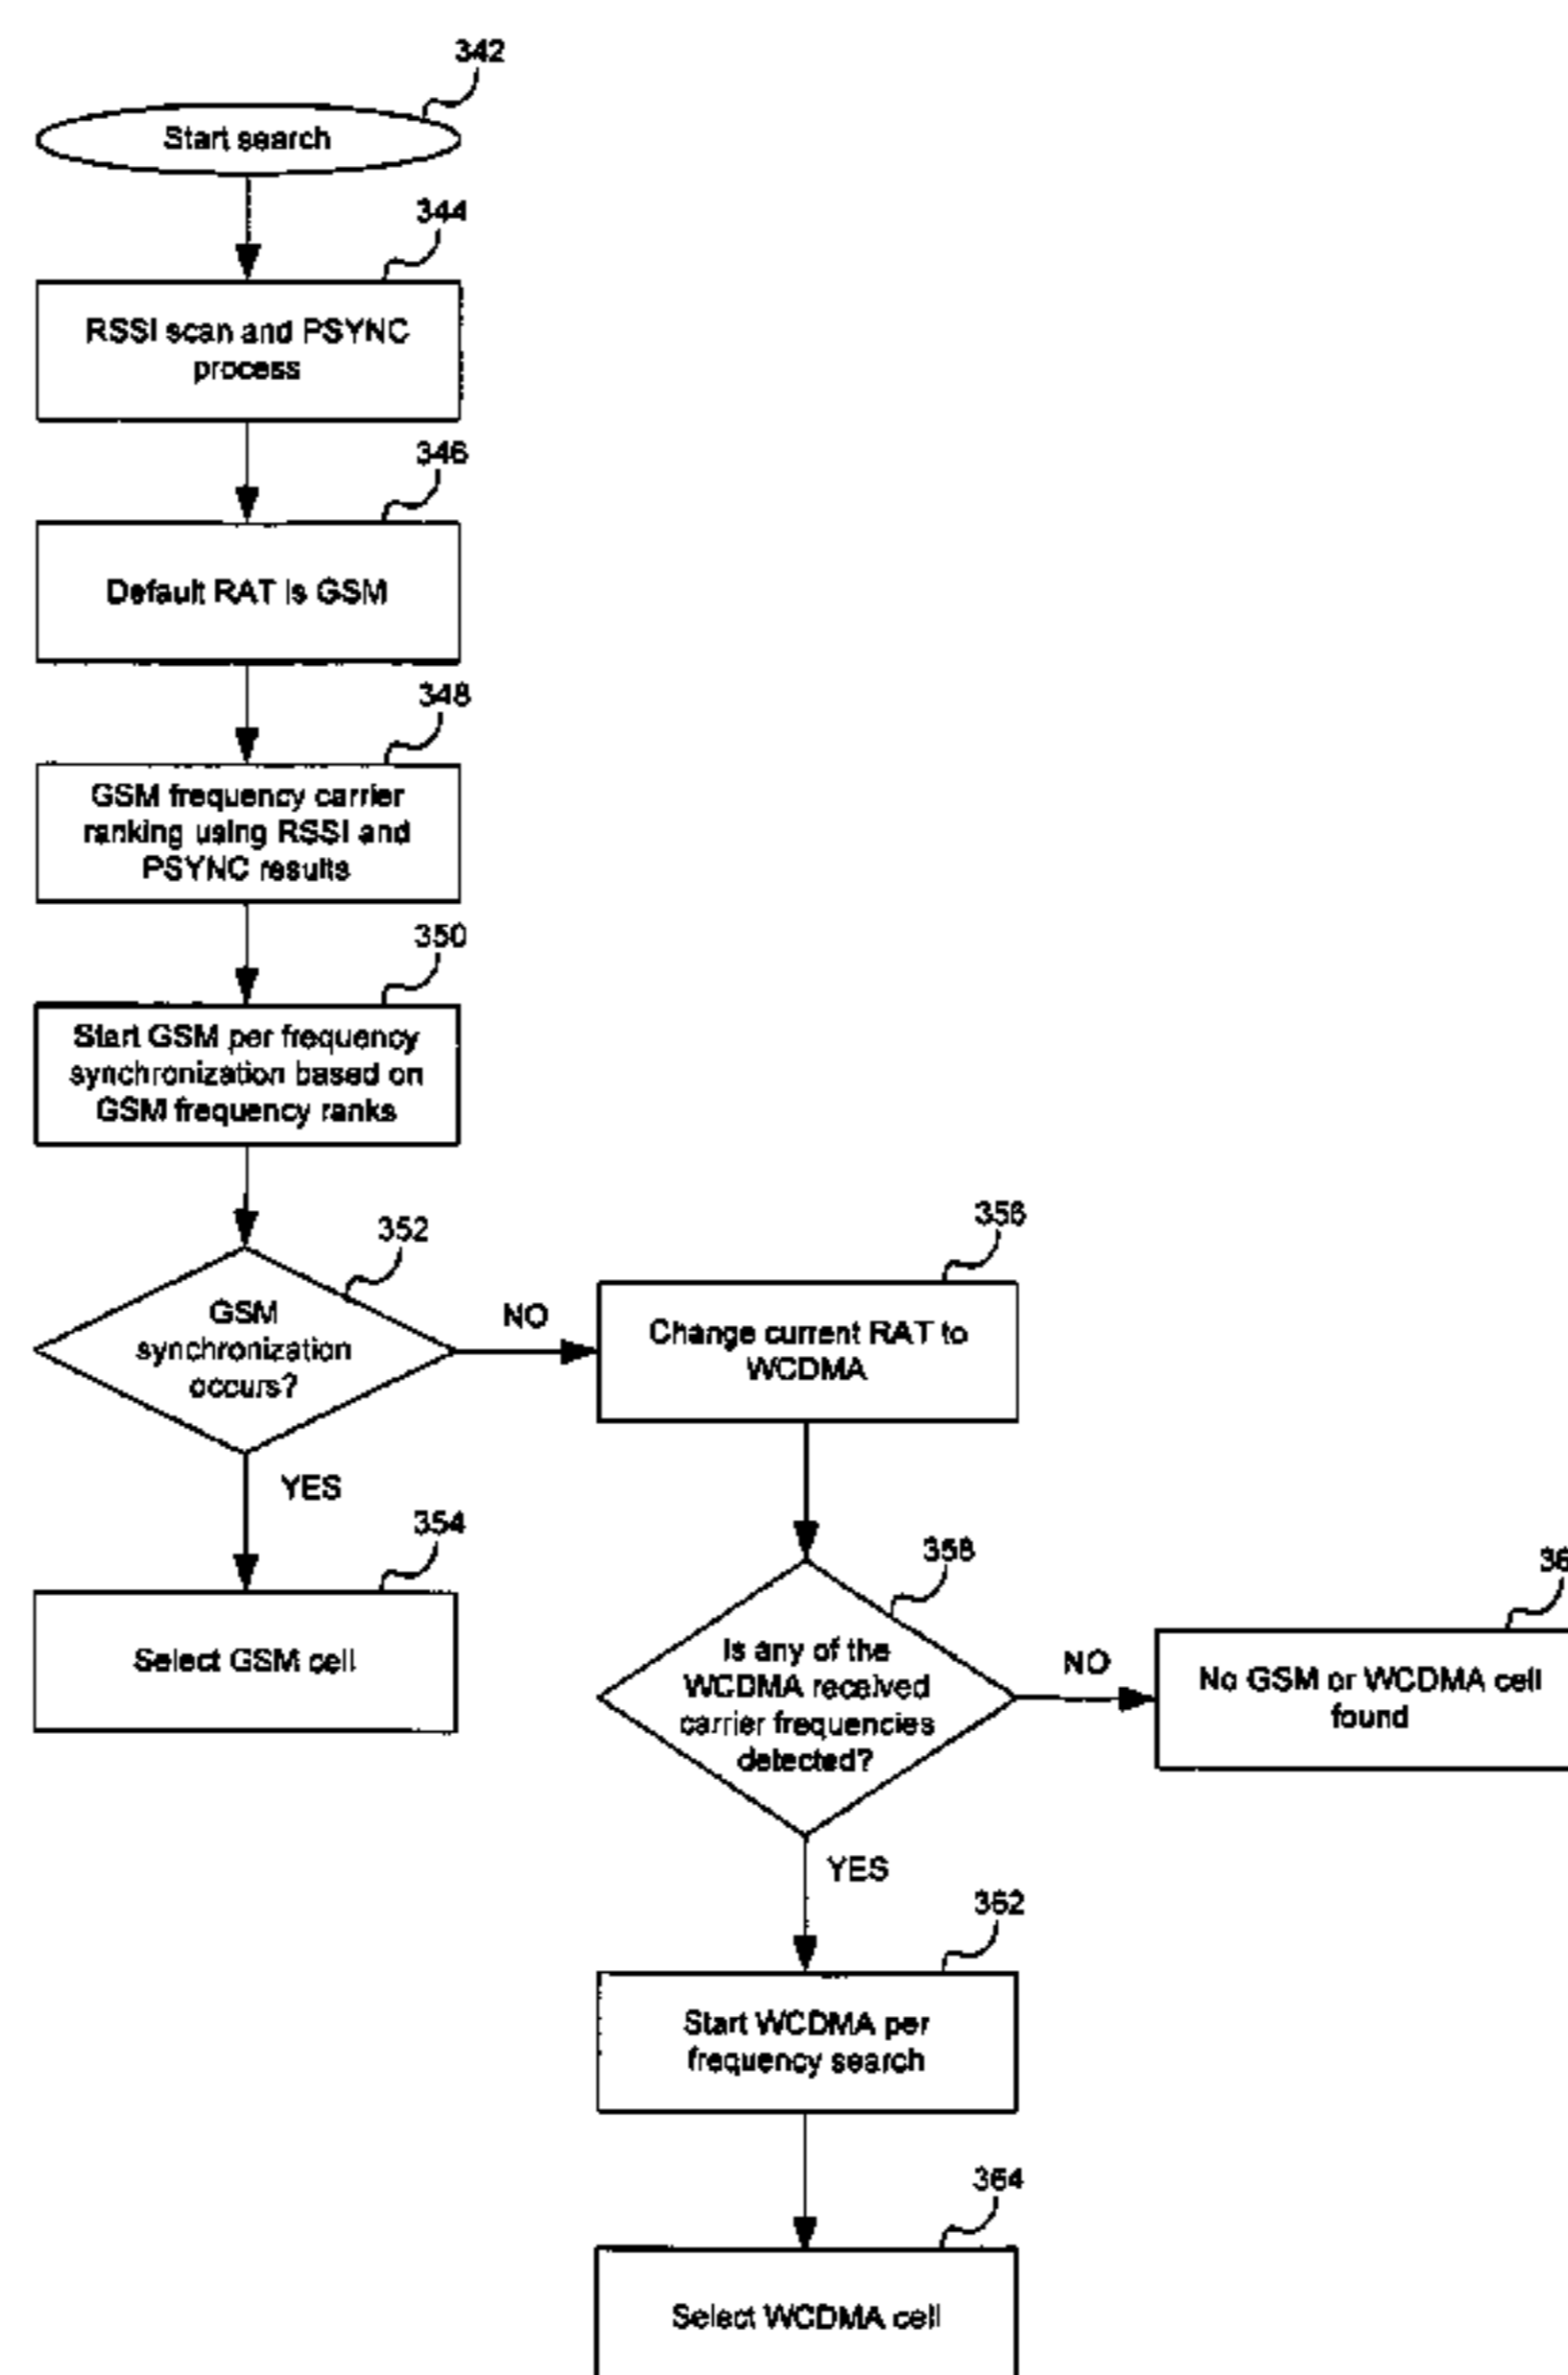 342
Start search
344
RSSI scan and PSYNC
process
346
Default RAT is GSM
348
GSM frequency carrier
ranking using RSSI and
PSYNC results
350
Start GSM per frequency
synchronization based on
GSM frequency ranks
352
GSM
synchronization
occurs?
NO
356
Change current RAT to
WCDMA
YES
354
Select GSM cell
358
Is any of the
WCDMA received
carrier frequencies
detected?
NO
No GSM or WCDMA cell
found
YES
362
Start WCDMA per
frequency search
364
Select WCDMA cell